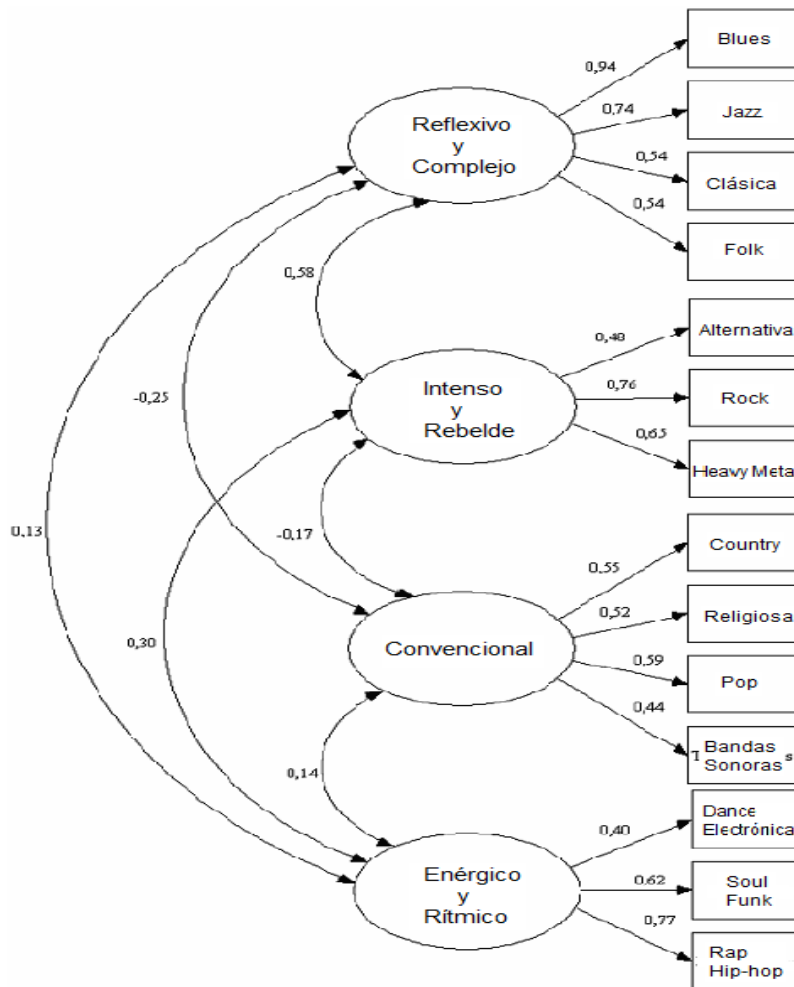 Blues
0,94
Reflexivo
y
Complejo
0,74
Jazz
0,54
Clásica
0,54
Folk
0,58
Alternativa
0,40
Intenso
y
Rebelde
0,76
Rock
-0,25
0,65
Heavy Meta
0,13
-0,17
Country
0,55
Religiosa
0,52
0,30
Convencional
0,59
Pop
0,44
Bandas
Sonoras
0,14
Dance
Electrónica
0,40
Enérgico
y
Rítmico
0,62
Soul
Funk
0,77
Rap
Hip-hop